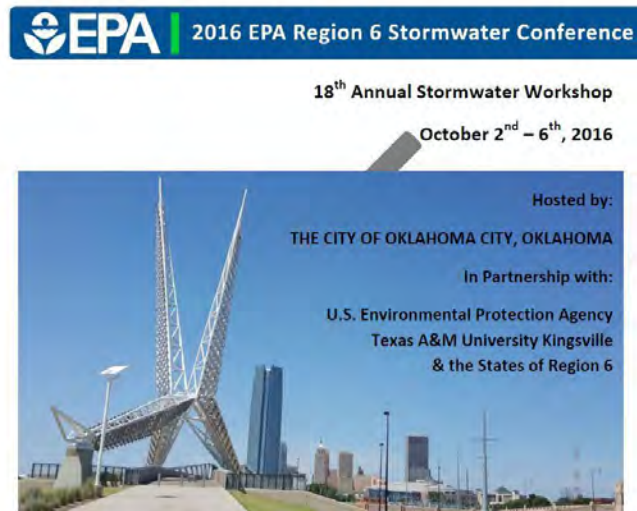 EPA
2016 EPA Region 6 Stormwater Conference
18th Annual Stormwater Workshop
October 2nd – 6th, 2016
Hosted by:
THE CITY OF OKLAHOMA CITY, OKLAHOMA
In Partnership with:
U.S. Environmental Protection Agency
Texas A&M University Kingsville
& the States of Region 6